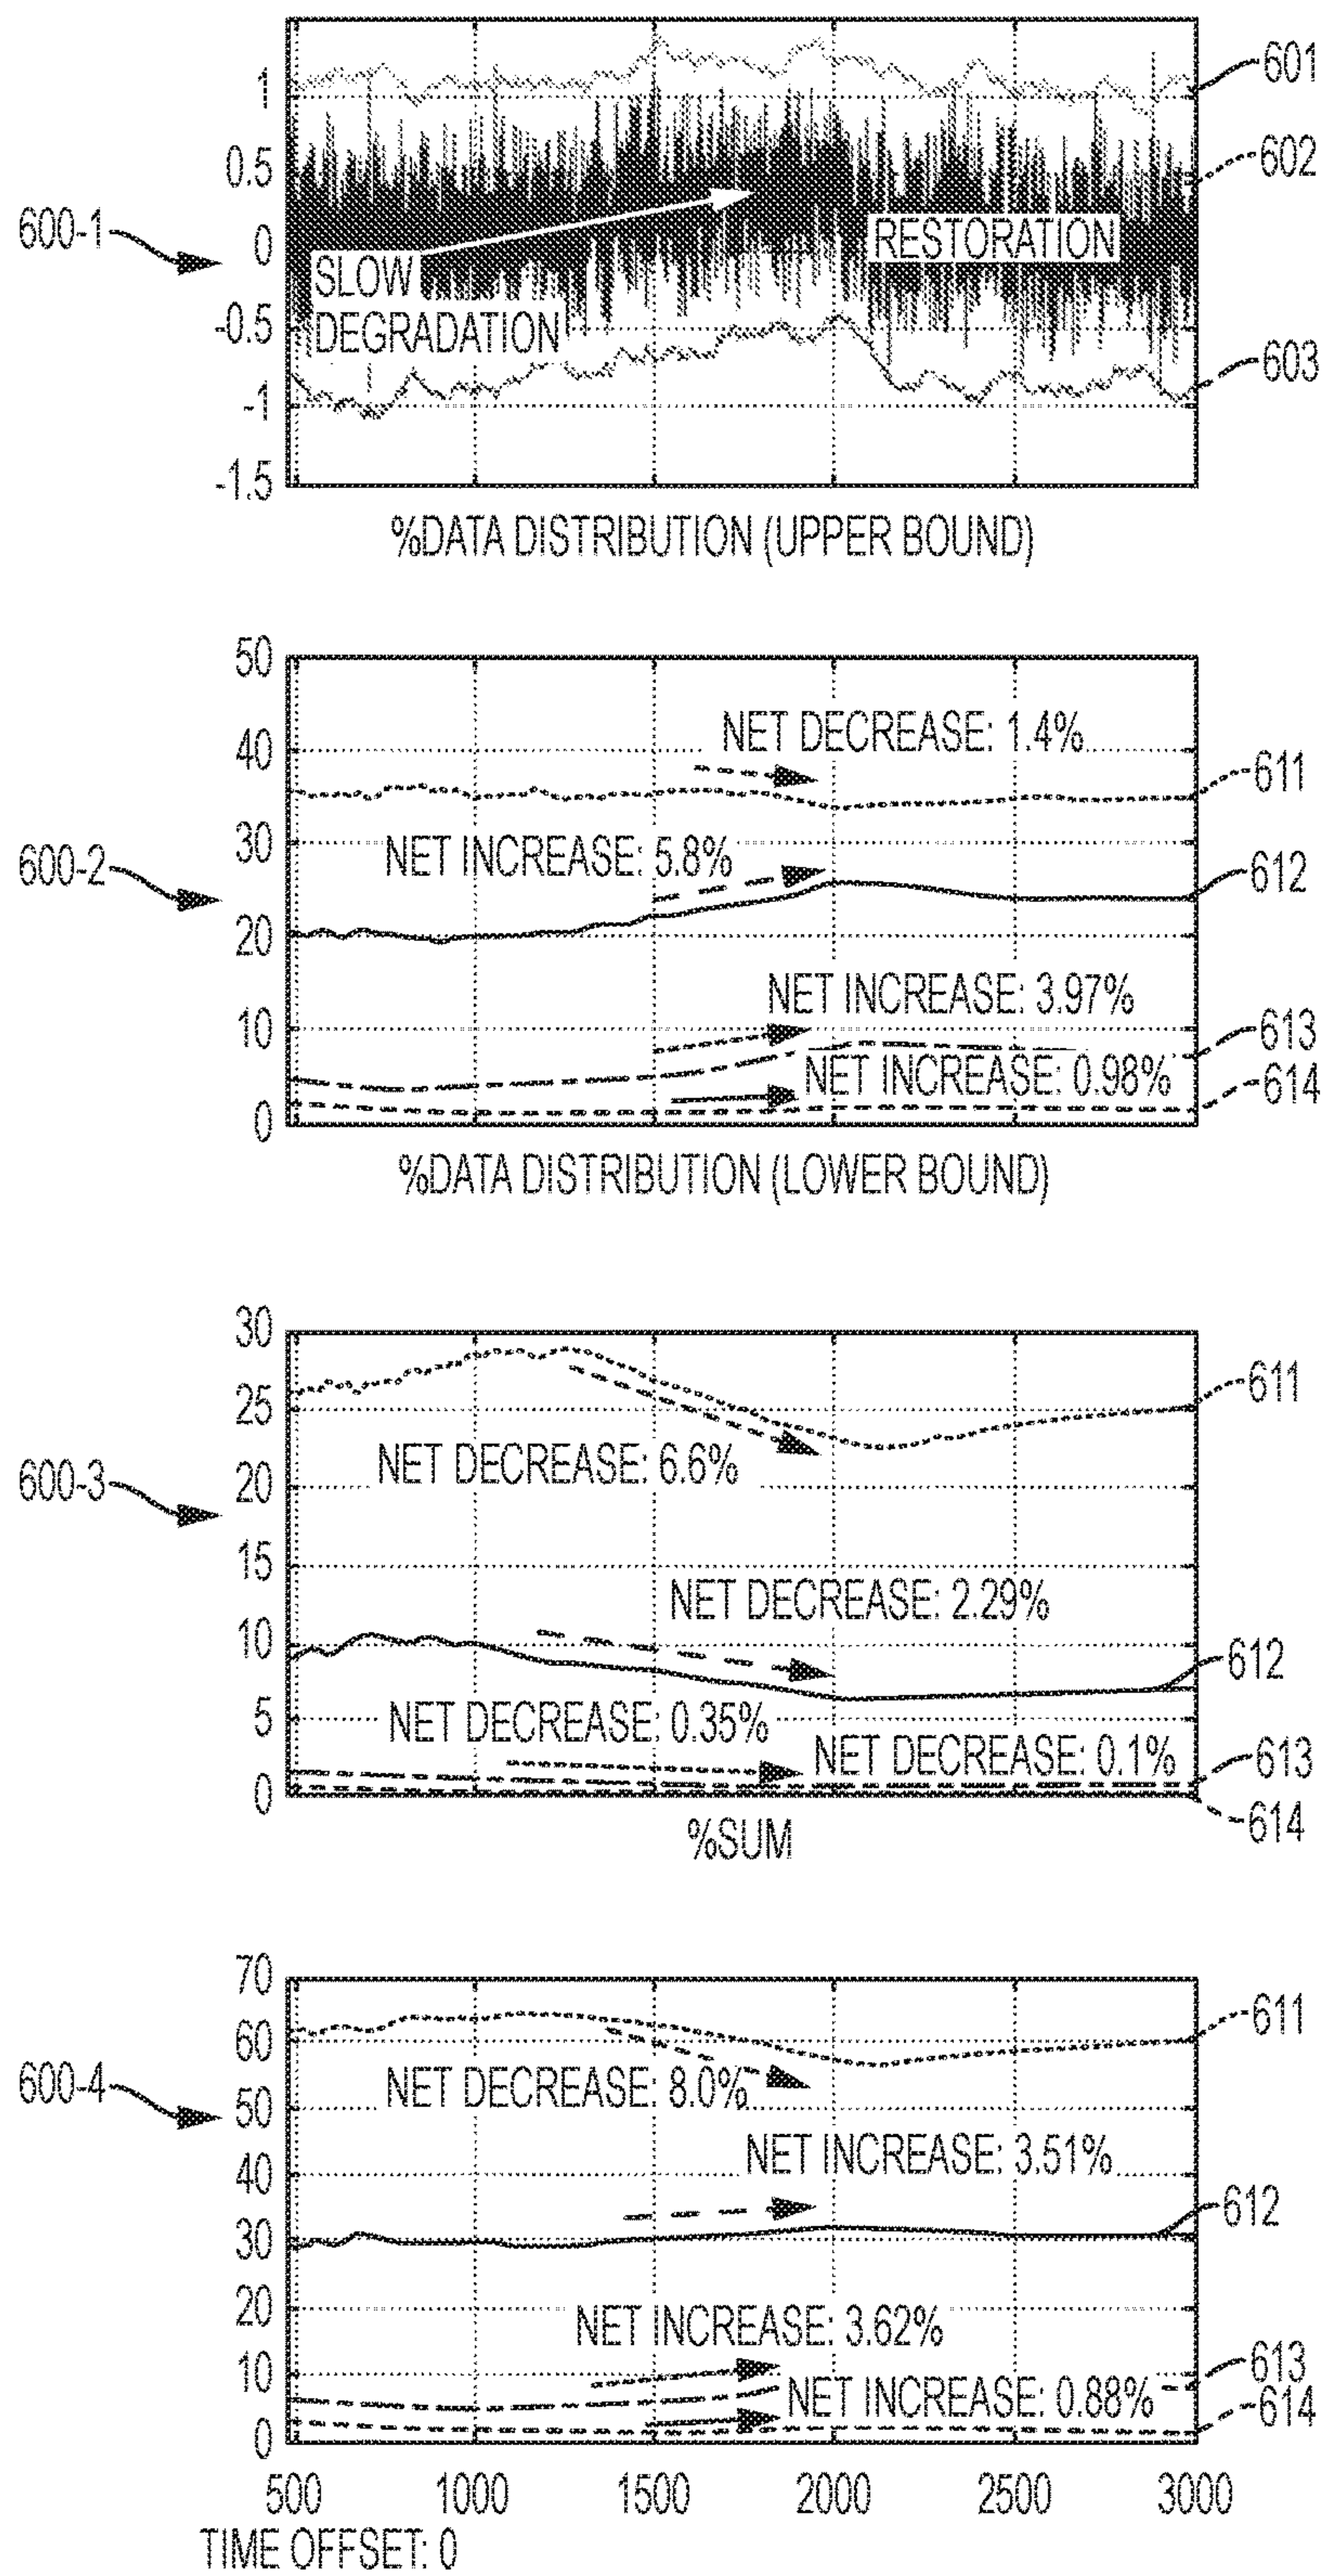 601
1
602
0.5
600-1
0
RESTORATION
SLOW
DEGRADATION
-0.5
603
-1
-1.5
%DATA DISTRIBUTION (UPPER BOUND)
50
NET DECREASE: 1.4%
40
611
NET INCREASE: 5.8%
30
600-2
612
20
NET INCREASE: 3.97%
10
613
NET INCREASE: 0.98%
614
0
%DATA DISTRIBUTION (LOWER BOUND)
30
611
25
NET DECREASE: 6.6%
600-3
20
15
NET DECREASE: 2.29%
10
612
5
NET DECREASE: 0.35%
NET DECREASE: 0.1%
613
0
614
%SUM
70
611
60
600-4
NET DECREASE: 8.0%
50
NET INCREASE: 3.51%
40
612
30
20
NET INCREASE: 3.62%
10
613
NET INCREASE: 0.88%
614
0
500 1000 1500 2000 2500 3000
TIME OFFSET: 0